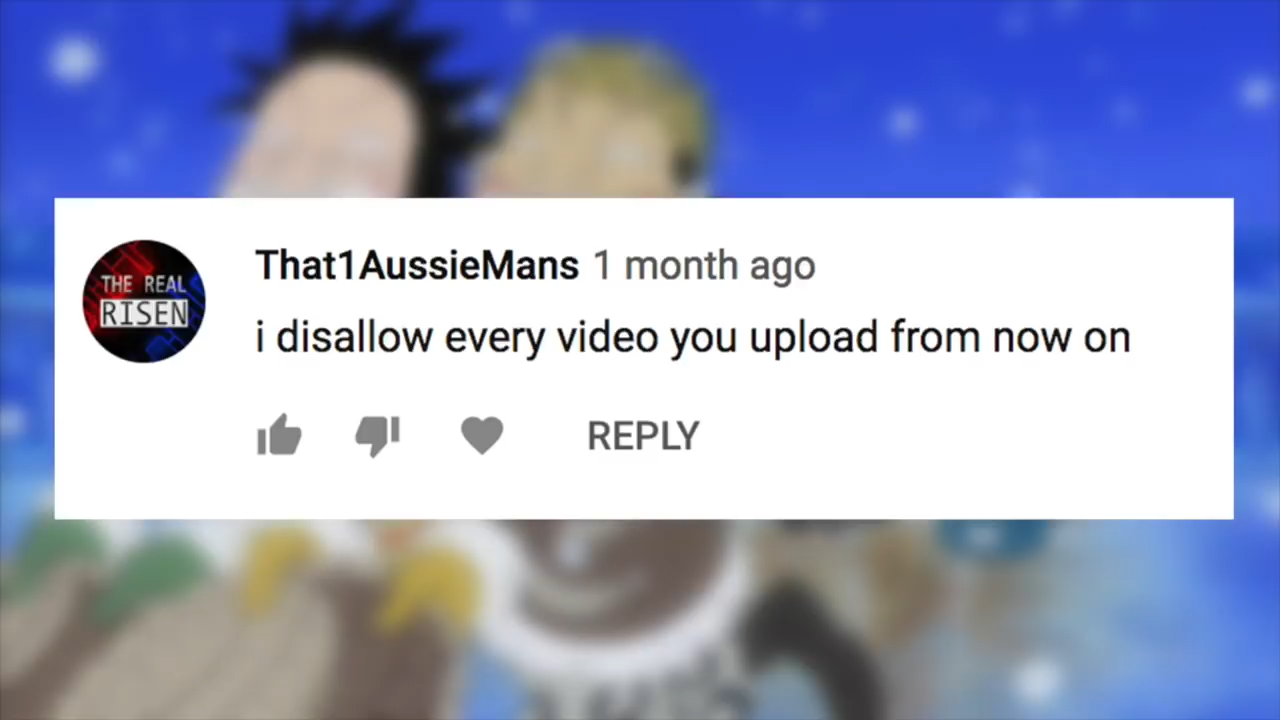 THE REAL
RISEN
That1AussieMans 1 month ago
i disallow every video you upload from now on
REPLY